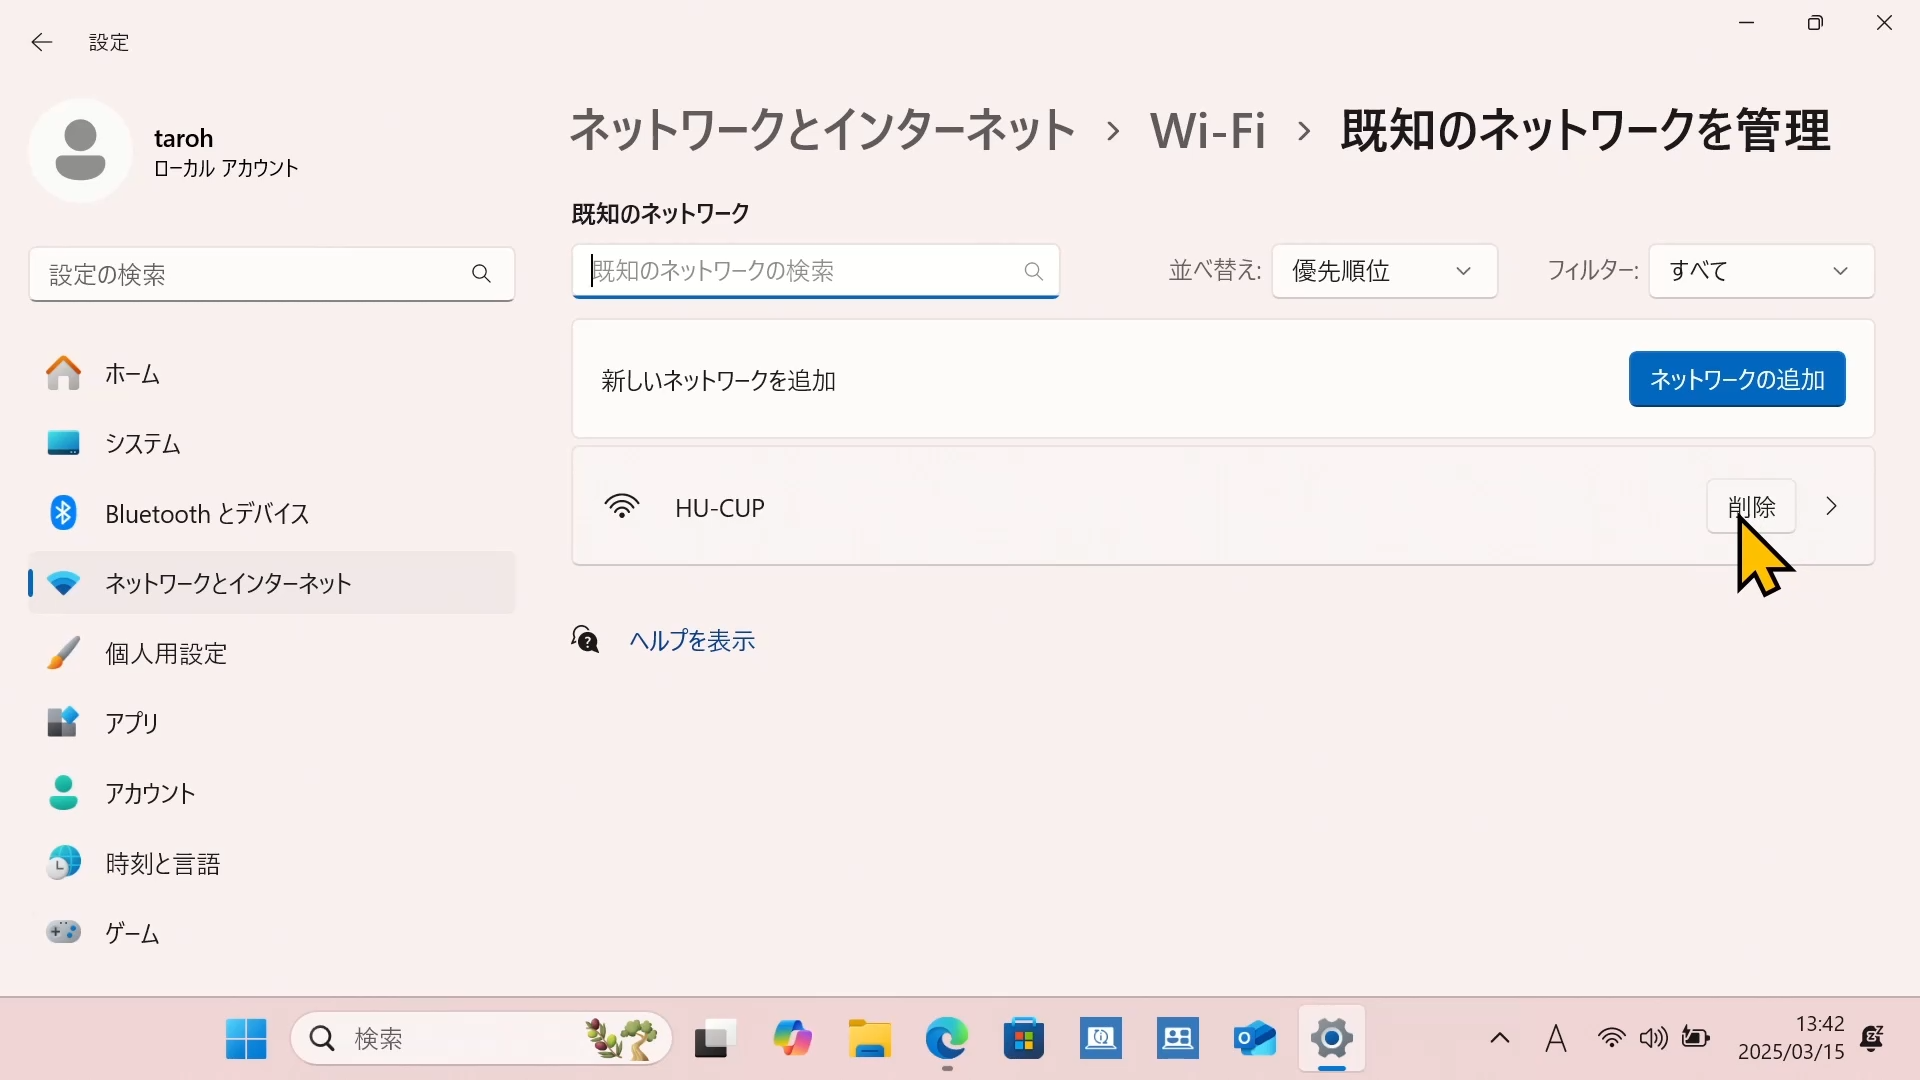 設定
taroh
ローカル アカウント
設定の検索
ホーム
システム
Bluetooth とデバイス
ネットワークとインターネット
個人用設定
アプリ
アカウント
時刻と言語
ゲーム
ネットワークとインターネット › Wi-Fi › 既知のネットワークを管理
既知のネットワーク
既知のネットワークの検索
並べ替え: 優先順位
フィルター: すべて
新しいネットワークを追加
ネットワークの追加
HU-CUP
削除
ヘルプを表示
検索
A
13:42
2025/03/15